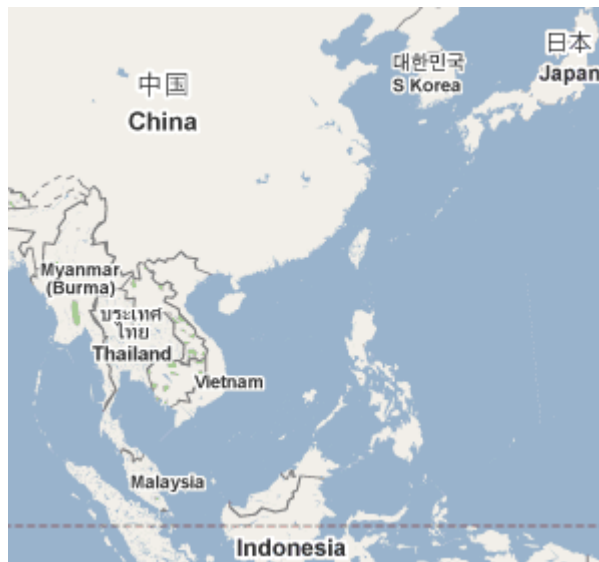 日本
Japan
대한민국
S Korea
中国
China
Myanmar
(Burma)
ประเทศ
ไทย
Thailand
Vietnam
Malaysia
Indonesia